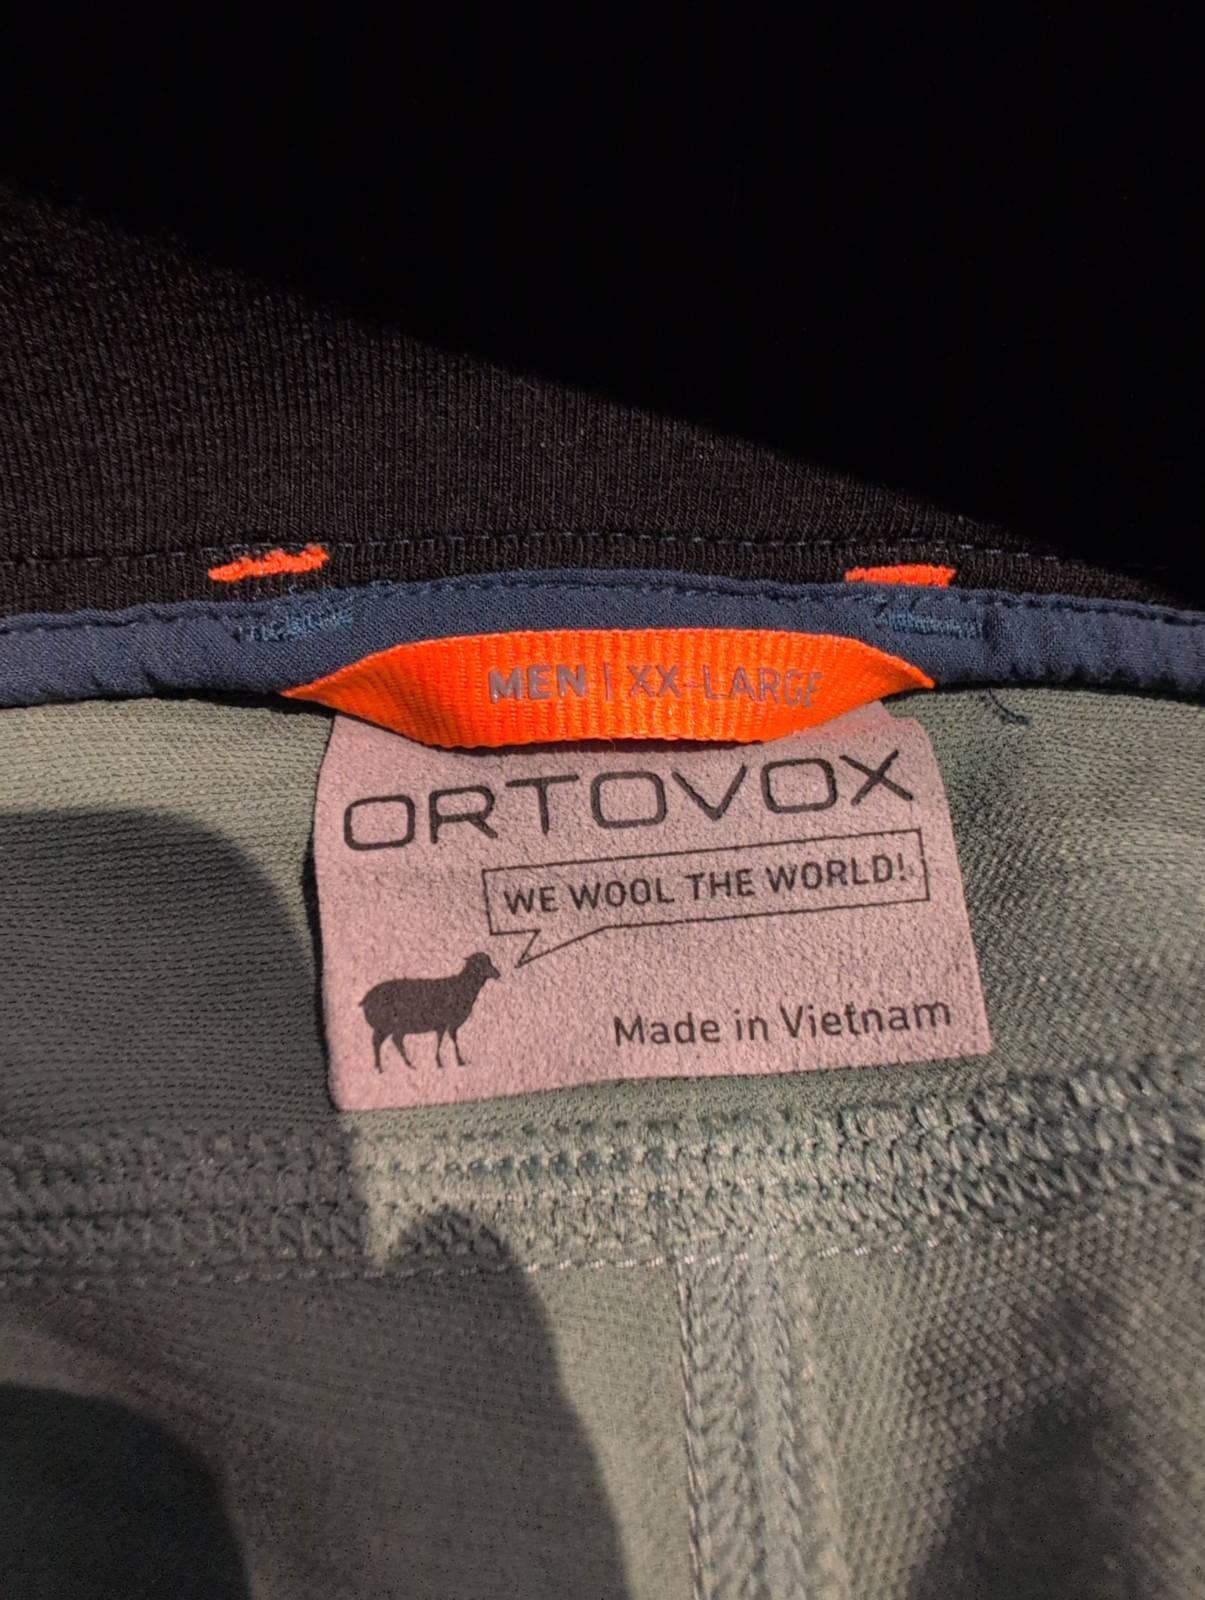 MEN | XX-LARGE
ORTOVOX
WE WOOL THE WORLD!
Made in Vietnam